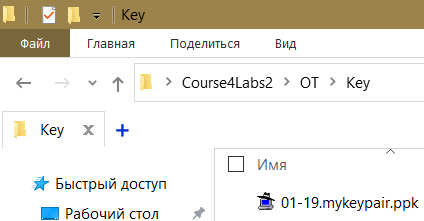 Key
Файл Главная Поделиться Вид
Course4Labs2 OT Key
Key
Имя
Быстрый доступ
01-19.mykeypair.ppk
Рабочий стол